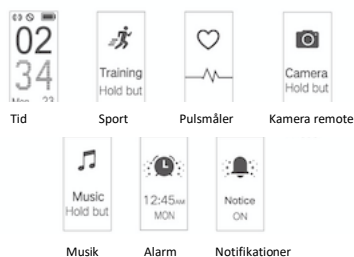 02
34
Mon 23
Training
Hold but
Camera
Hold but
Tid Sport Pulsmåler Kamera remote
Music
Hold but
12:45AM
MON
Notice
ON
Musik Alarm Notifikationer